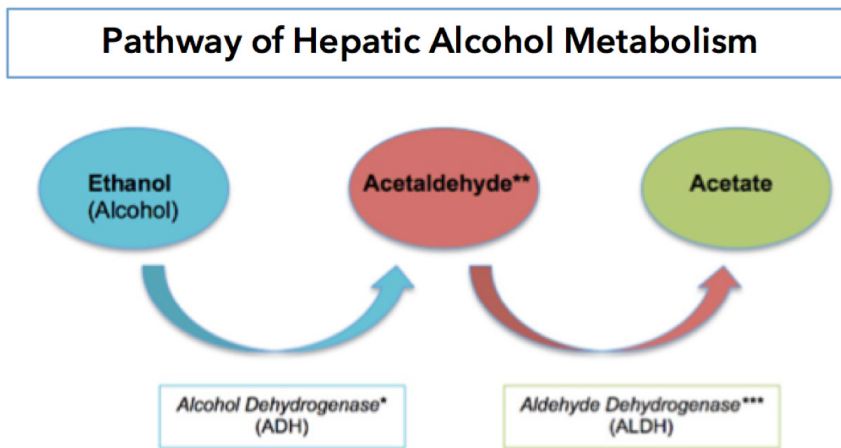 Pathway of Hepatic Alcohol Metabolism
Ethanol
(Alcohol)
Acetaldehyde**
Acetate
Alcohol Dehydrogenase*
(ADH)
Aldehyde Dehydrogenase***
(ALDH)